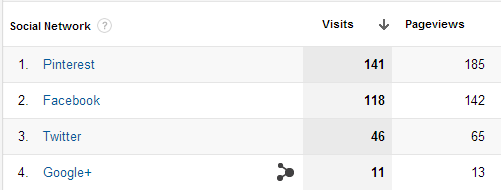 Social Network ? Visits Pageviews
1. Pinterest 141 185
2. Facebook 118 142
3. Twitter 46 65
4. Google+ 11 13